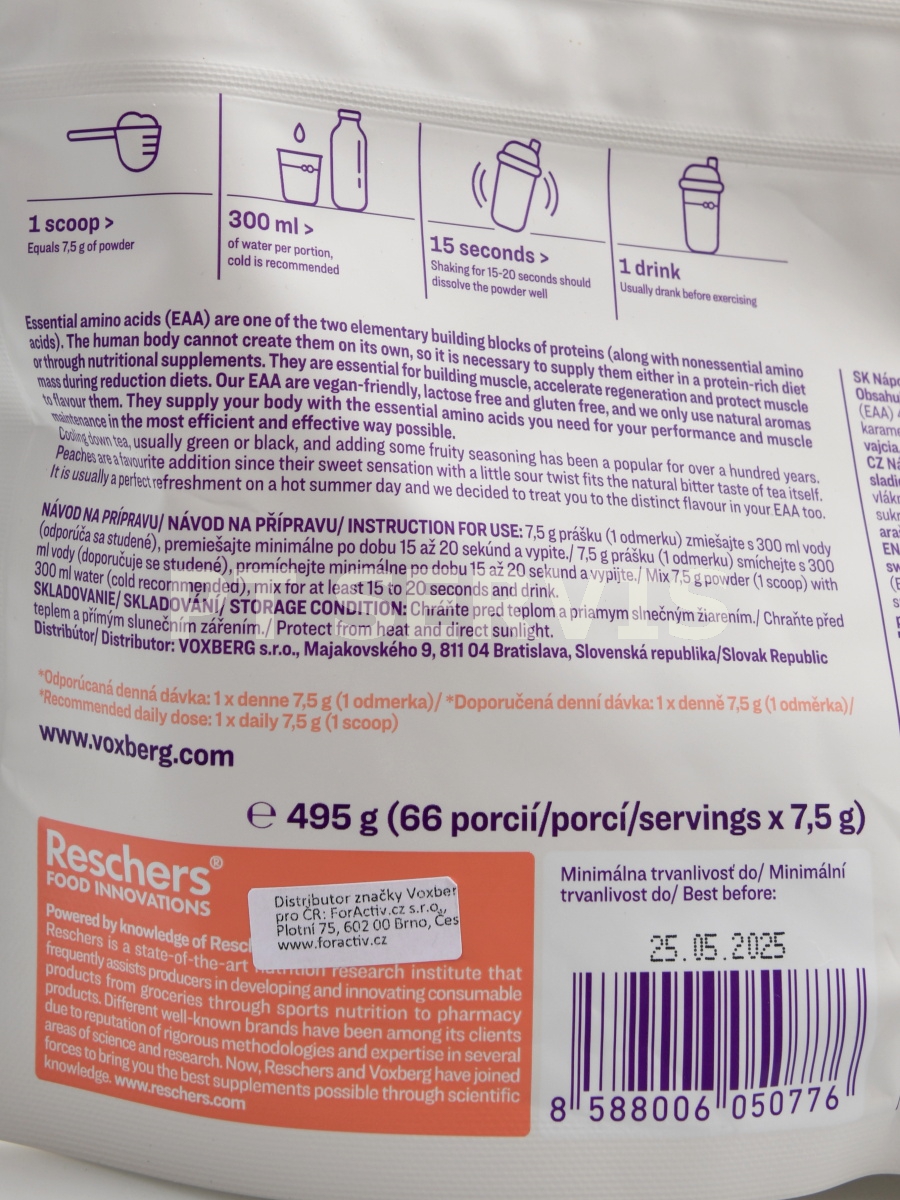 1 scoop >
Equals 7,5 g of powder
300 ml >
of water per portion,
cold is recommended
15 seconds >
Shaking for 15-20 seconds should
dissolve the powder well
1 drink
Usually drank before exercising
Essential amino acids (EAA) are one of the two elementary building blocks of proteins (along with nonessential amino
acids). The human body cannot create them on its own, so it is necessary to supply them either in a protein-rich diet
or through nutritional supplements. They are essential for building muscle, accelerate regeneration and protect muscle
mass during reduction diets. Our EAA are vegan-friendly, lactose free and gluten free, and we only use natural aromas
to flavour them. They supply your body with the essential amino acids you need for your performance and muscle
maintenance in the most efficient and effective way possible.
Cooling down tea, usually green or black, and adding some fruity seasoning has been a popular for over a hundred years.
Peaches are a favourite addition since their sweet sensation with a little sour twist fits the natural bitter taste of tea itself.
It is usually a perfect refreshment on a hot summer day and we decided to treat you to the distinct flavour in your EAA too.
NÁVOD NA PRÍPRAVU/ NÁVOD NA PŘÍPRAVU/ INSTRUCTION FOR USE: 7,5 g prášku (1 odmerku) zmiešajte s 300 ml vody
(odporúča sa studené), premiešajte minimálne po dobu 15 až 20 sekúnd a vypite./ 7,5 g prášku (1 odmerku) smíchejte s 300
ml vody (doporučuje se studené), promíchejte minimálne po dobu 15 až 20 sekund a vypijte./ Mix 7,5 g powder (1 scoop) with
300 ml water (cold recommended), mix for at least 15 to 20 seconds and drink.
SKLADOVANIE/ SKLADOVÁNÍ/ STORAGE CONDITION: Chráňte pred teplom a priamym slnečným žiarením./ Chraňte před
teplem a přímým slunečním zářením./ Protect from heat and direct sunlight.
Distribútor/ Distributor: VOXBERG s.r.o., Majakovského 9, 811 04 Bratislava, Slovenská republika/Slovak Republic
*Odporúcaná denná dávka: 1 x denne 7,5 g (1 odmerka)/ *Doporučená denní dávka: 1 x denně 7,5 g (1 odměrka)/
*Recommended daily dose: 1 x daily 7,5 g (1 scoop)
www.voxberg.com
℮ 495 g (66 porcií/porcí/servings x 7,5 g)
Reschers®
FOOD INNOVATIONS
Powered by knowledge of Rescl
Reschers is a state-of-the-art nutrition research institute that
frequently assists producers in developing and innovating consumable
products from groceries through sports nutrition to pharmacy
products. Different well-known brands have been among its clients
due to reputation of rigorous methodologies and expertise in several
areas of science and research. Now, Reschers and Voxberg have joined
forces to bring you the best supplements possible through scientific
knowledge. www.reschers.com
Distributor značky Voxber
pro ČR: ForActiv.cz s.r.o.,
Plotní 75, 602 00 Brno, Čes
www.foractiv.cz
Minimálna trvanlivosť do/ Minimální
trvanlivost do/ Best before:
25.05.2025
8 588006 050776
SK Nápo
Obsahu
(EAA)
karame
vajcia
CZ Ná
sladi
vlákn
sukr
ara
EN
sw